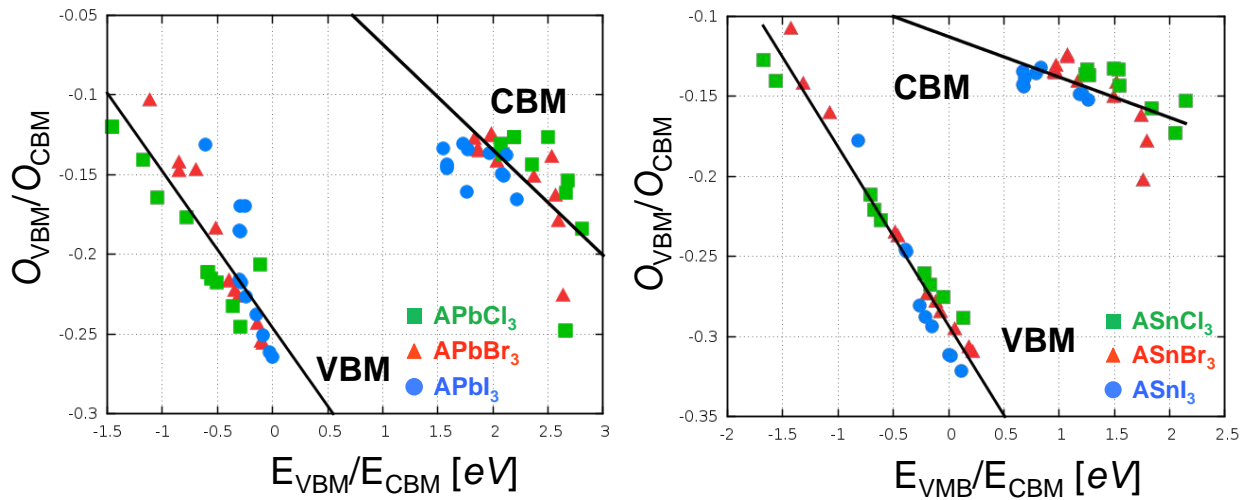 -0.05
-0.1
-0.15
-0.2
-0.25
-0.3
O_VBM/O_CBM
CBM
VBM
APbCl₃
APbBr₃
APbI₃
-1.5 -1 -0.5 0 0.5 1 1.5 2 2.5 3
E_VBM/E_CBM [eV]
-0.1
-0.15
-0.2
-0.25
-0.3
-0.35
O_VBM/O_CBM
CBM
VBM
ASnCl₃
ASnBr₃
ASnI₃
-2 -1.5 -1 -0.5 0 0.5 1 1.5 2 2.5
E_VMB/E_CBM [eV]